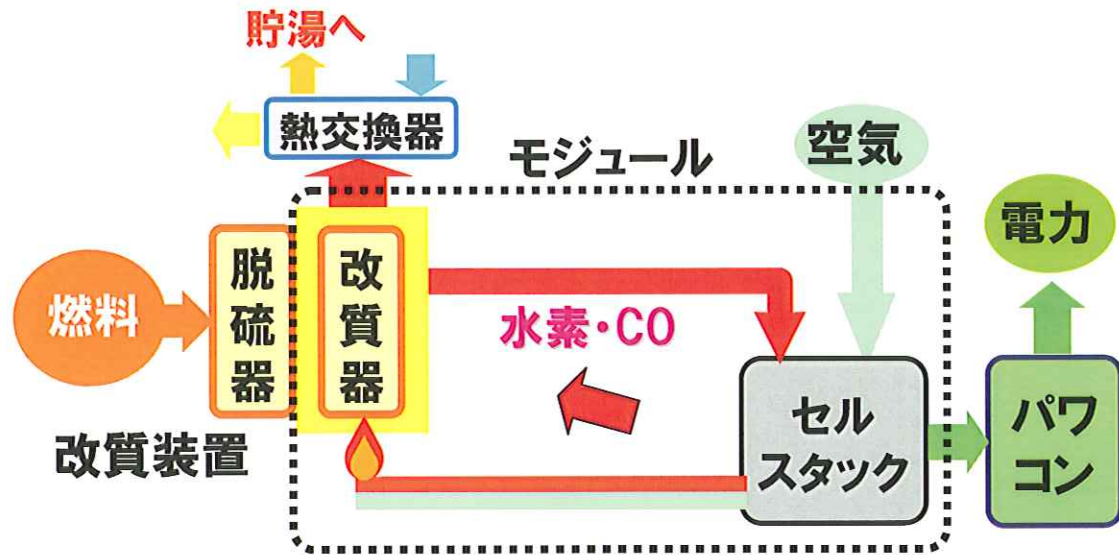 貯湯へ
熱交換器
モジュール
空気
電力
燃料
脱硫器
改質器
水素・CO
改質装置
セル
スタック
パワ
コン